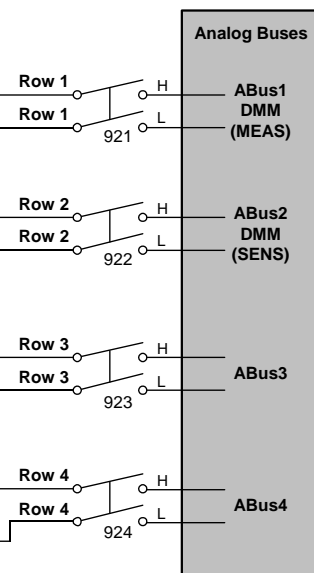 Analog Buses
Row 1 H ABus1
Row 1 L DMM
921 (MEAS)
Row 2 H ABus2
Row 2 L DMM
922 (SENS)
Row 3 H
Row 3 L ABus3
923
Row 4 H
Row 4 L ABus4
924